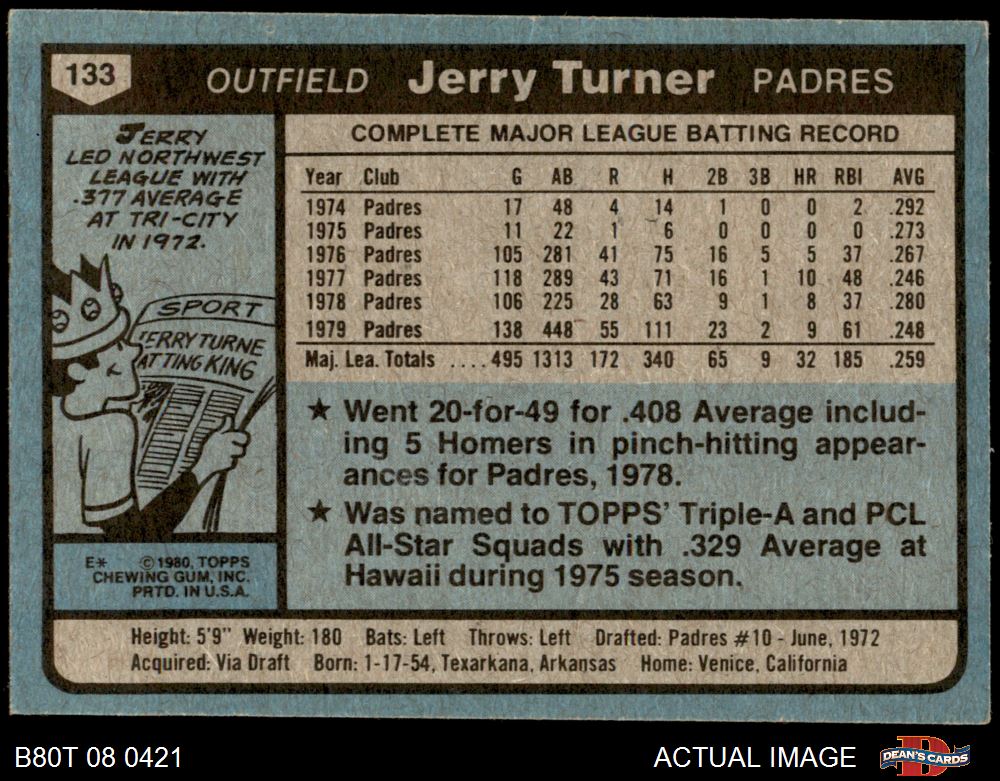 133 OUTFIELD Jerry Turner PADRES
JERRY
LED NORTHWEST
LEAGUE WITH
.377 AVERAGE
AT TRI-CITY
IN 1972.
SPORT
JERRY TURNE
ATTING KING
E* ©1980, TOPPS
CHEWING GUM, INC.
PRTD. IN U.S.A.
COMPLETE MAJOR LEAGUE BATTING RECORD
Year Club G AB R H 2B 3B HR RBI AVG
1974 Padres 17 48 4 14 1 0 0 2 .292
1975 Padres 11 22 1 6 0 0 0 0 .273
1976 Padres 105 281 41 75 16 5 5 37 .267
1977 Padres 118 289 43 71 16 1 10 48 .246
1978 Padres 106 225 28 63 9 1 8 37 .280
1979 Padres 138 448 55 111 23 2 9 61 .248
Maj. Lea. Totals ....495 1313 172 340 65 9 32 185 .259
★ Went 20-for-49 for .408 Average includ-
ing 5 Homers in pinch-hitting appear-
ances for Padres, 1978.
★ Was named to TOPPS' Triple-A and PCL
All-Star Squads with .329 Average at
Hawaii during 1975 season.
Height: 5'9" Weight: 180 Bats: Left Throws: Left Drafted: Padres #10 - June, 1972
Acquired: Via Draft Born: 1-17-54, Texarkana, Arkansas Home: Venice, California
B80T 08 0421 ACTUAL IMAGE DEAN'S CARDS